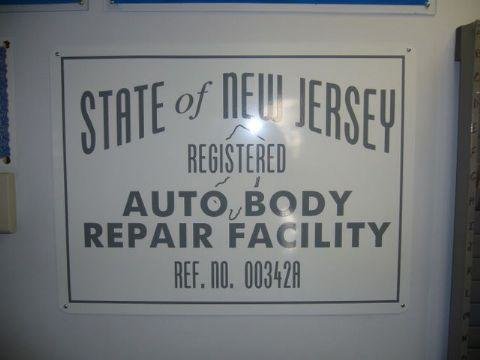 STATE of NEW JERSEY
REGISTERED
AUTO BODY
REPAIR FACILITY
REF. NO. 00342A